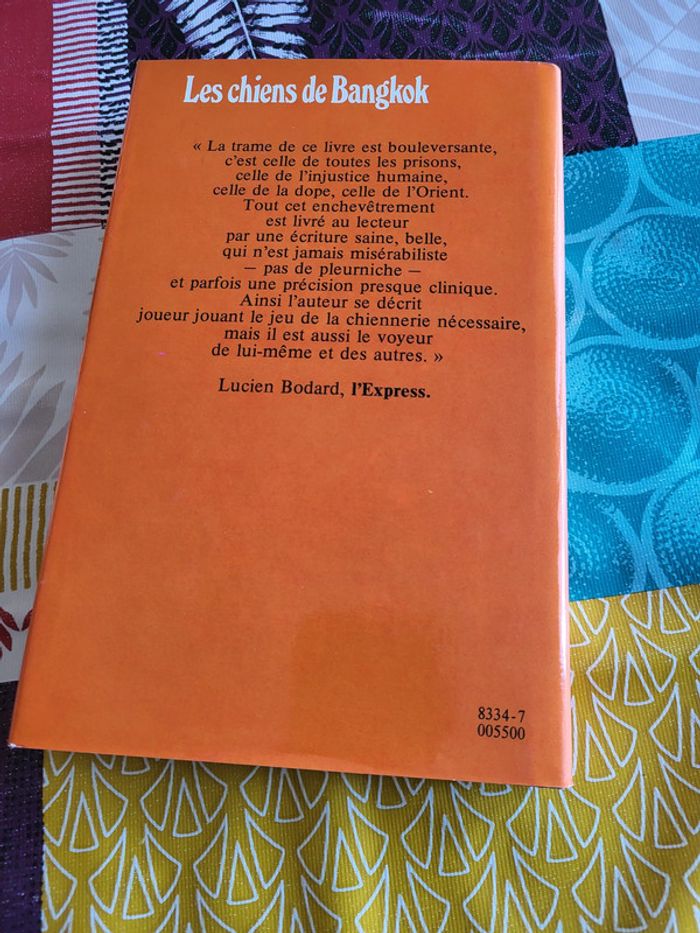 Les chiens de Bangkok
« La trame de ce livre est bouleversante,
c'est celle de toutes les prisons,
celle de l'injustice humaine,
celle de la dope, celle de l'Orient.
Tout cet enchevêtrement
est livré au lecteur
par une écriture saine, belle,
qui n'est jamais misérabiliste
— pas de pleurniche —
et parfois une précision presque clinique.
Ainsi l'auteur se décrit
joueur jouant le jeu de la chiennerie nécessaire,
mais il est aussi le voyeur
de lui-même et des autres. »
Lucien Bodard, l'Express.
8334-7
005500